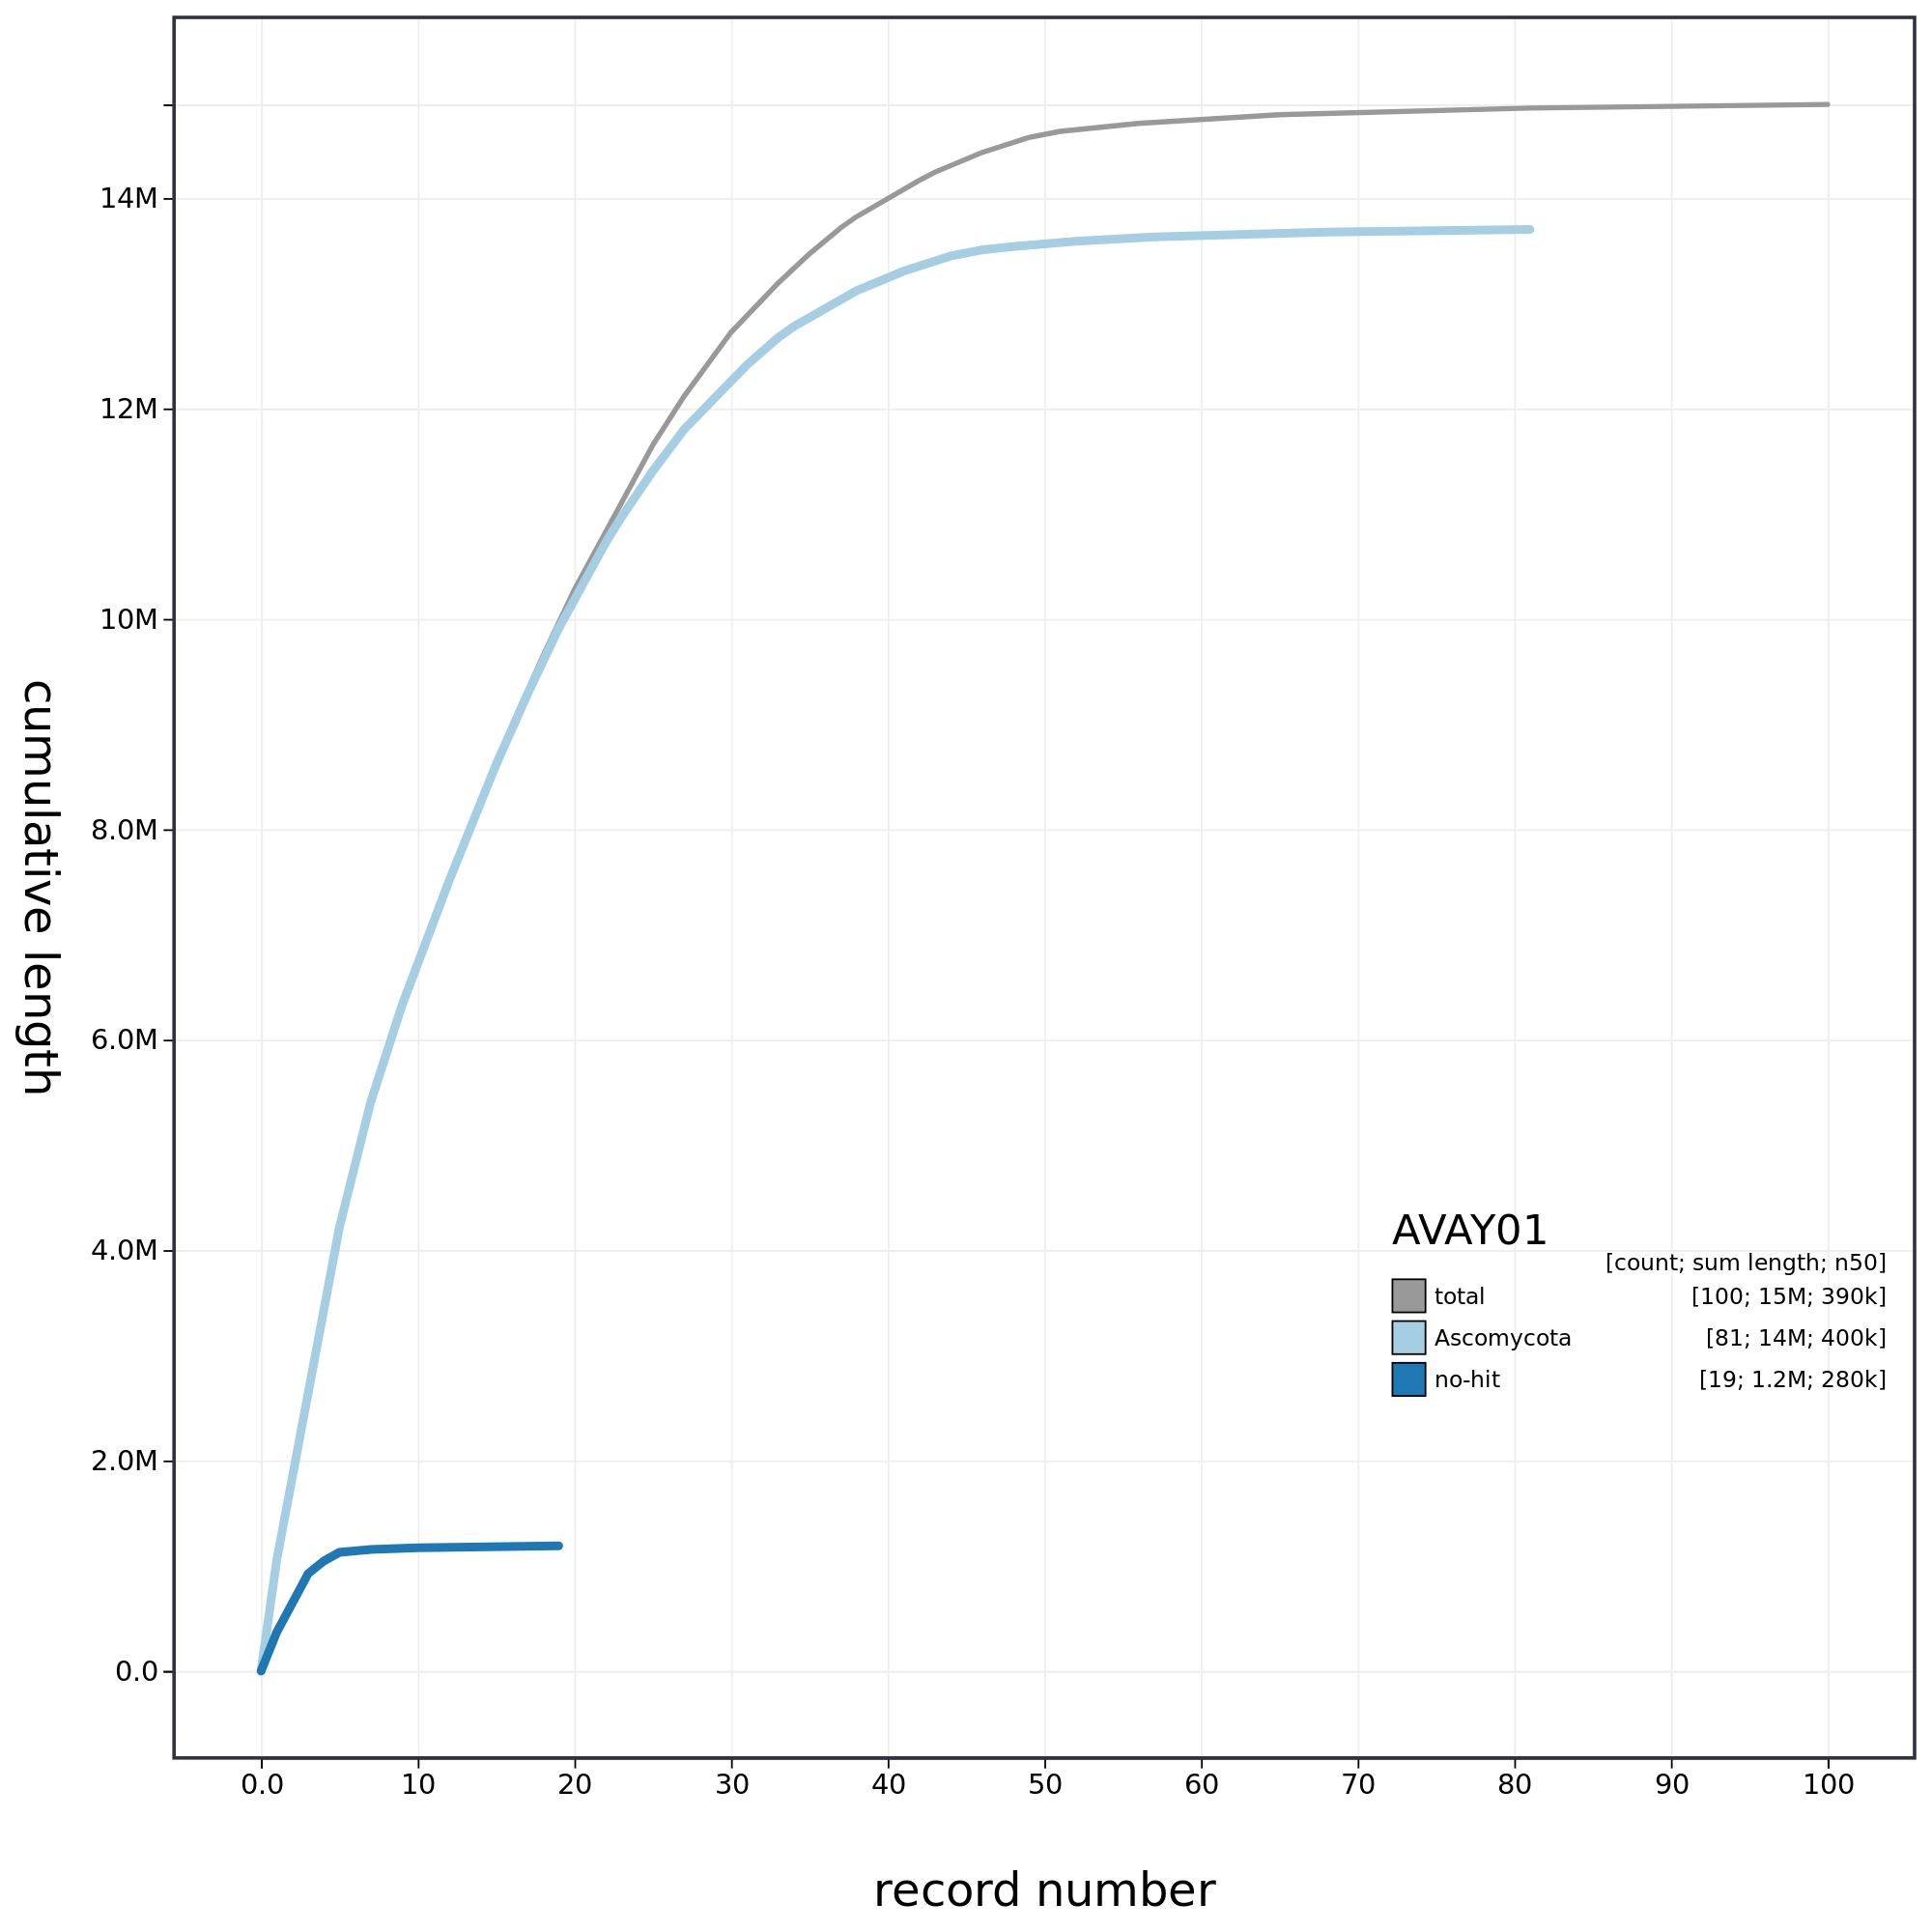 14M
12M
10M
8.0M
6.0M
4.0M
2.0M
0.0
cumulative length
AVAY01
[count; sum length; n50]
total [100; 15M; 390k]
Ascomycota [81; 14M; 400k]
no-hit [19; 1.2M; 280k]
0.0 10 20 30 40 50 60 70 80 90 100
record number